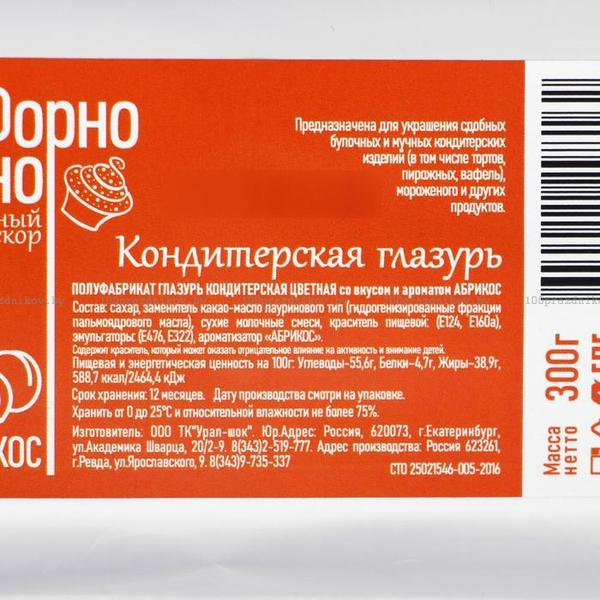 Форно
но
ный
екор
Предназначена для украшения сдобных
булочных и мучных кондитерских
изделий (в том числе тортов,
пирожных, вафель),
мороженого и других
продуктов.
Кондитерская глазурь
ПОЛУФАБРИКАТ ГЛАЗУРЬ КОНДИТЕРСКАЯ ЦВЕТНАЯ со вкусом и ароматом АБРИКОС
Состав: сахар, заменитель какао-масло лауринового тип (гидрогенизированные фракции
пальмоядрового масла), сухие молочные смеси, краситель пищевой: (Е124, Е160а),
эмульгаторы: (Е476, Е322), ароматизатор «АБРИКОС».
Содержит краситель, который может оказать отрицательное влияние на активность и внимание детей.
Пищевая и энергетическая ценность на 100г: Углеводы-55,6г, Белки-4,7г, Жиры-38,9г,
588,7 ккал/2464,4 кДж
Срок хранения: 12 месяцев. Дата производства смотри на упаковке.
Хранить от 0 до 25°С и относительной влажности не более 75%.
Изготовитель: ООО ТК"Урал-шок". Юр.Адрес: Россия, 620073, г.Екатеринбург,
ул.Академика Шварца, 20/2-9. 8(343)2-519-777. Адрес производства: Россия 623261,
г.Ревда, ул.Ярославского, 9. 8(343)9-735-337
СТО 25021546-005-2016
кос
Масса
нетто
300г